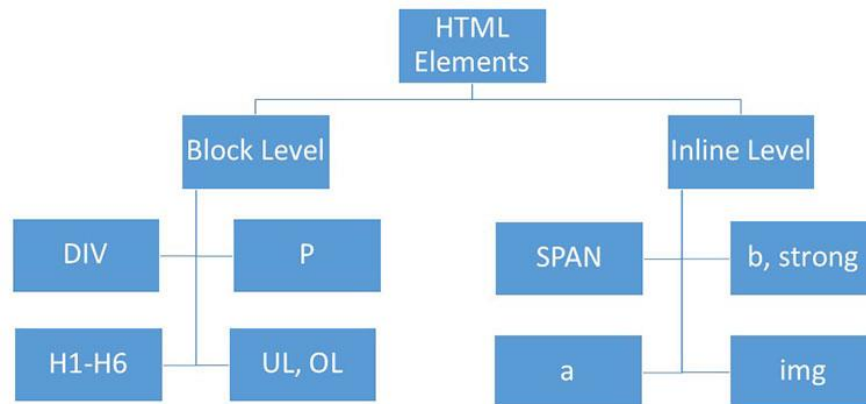 HTML
Elements
Block Level
Inline Level
DIV
P
SPAN
b, strong
H1-H6
UL, OL
a
img